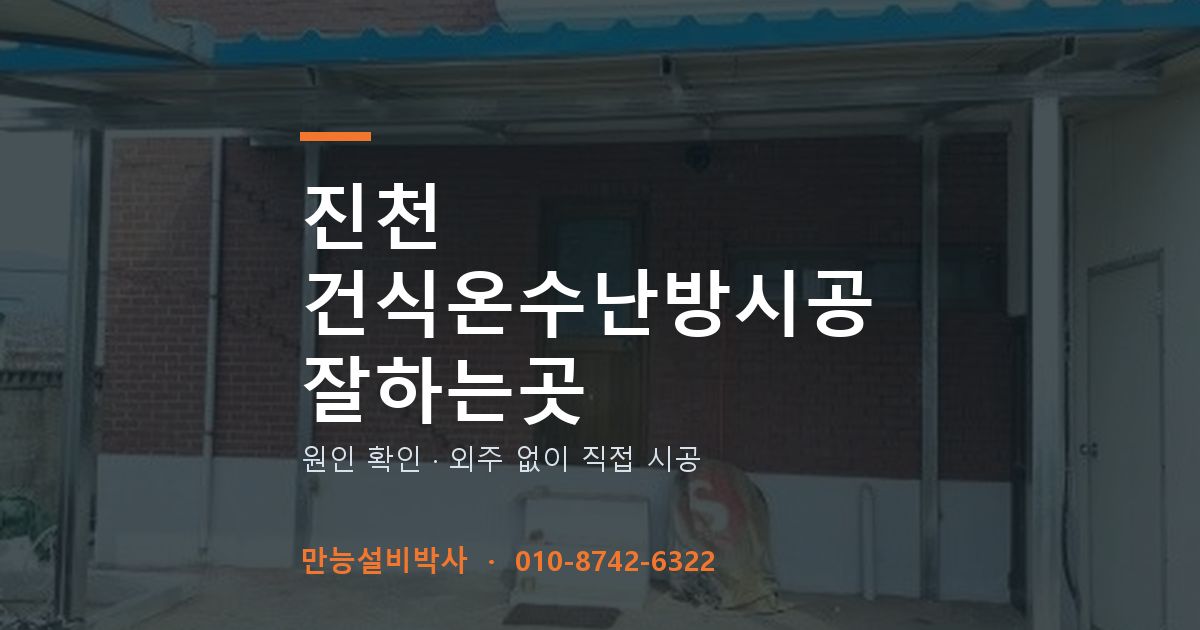 진천
건식온수난방시공
잘하는곳
원인 확인 · 외주 없이 직접 시공
S
만능설비박사 · 010-8742-6322